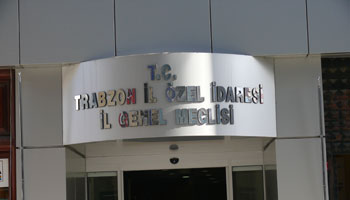 T.C.
TRABZON İL ÖZEL İDARESİ
İL GENEL MECLİSİ